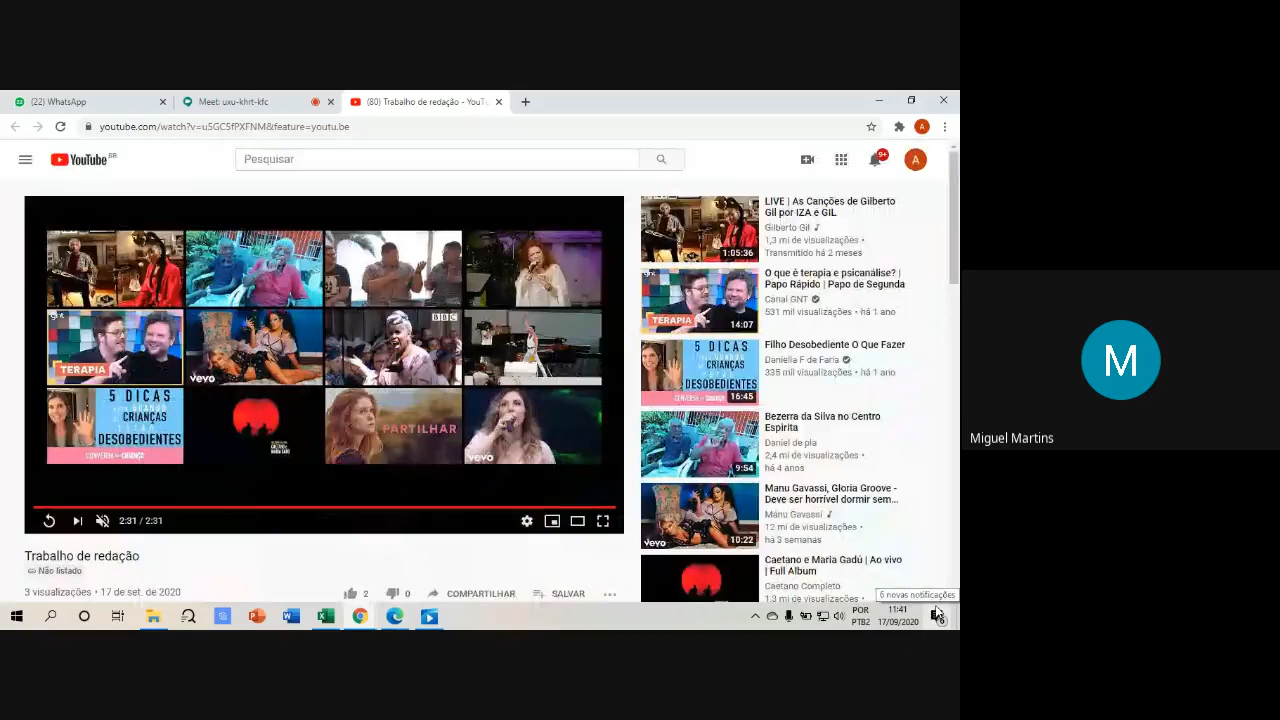 (22) WhatsApp
Meet: uxu-khrt-kfc
(80) Trabalho de redação - YouTu
youtube.com/watch?v=u5GC5fPXFNM&feature=youtu.be
A
YouTube BR
Pesquisar
9+
A
TERAPIA
vevo
BBC
5 DICAS
CRIANÇAS
DESOBEDIENTES
CONVERSA DE CRIANÇA
PARTILHAR
vevo
2:31 / 2:31
Trabalho de redação
Não listado
3 visualizações • 17 de set. de 2020
2
0
COMPARTILHAR
SALVAR
1:05:36
LIVE | As Canções de Gilberto
Gil por IZA e GIL
Gilberto Gil
1,3 mi de visualizações •
Transmitido há 2 meses
gnt
TERAPIA
14:07
O que é terapia e psicanálise? |
Papo Rápido | Papo de Segunda
Canal GNT
531 mil visualizações • há 1 ano
5 DICAS
CRIANÇAS
DESOBEDIENTES
16:45
Filho Desobediente O Que Fazer
Daniella F de Faria
335 mil visualizações • há 1 ano
9:54
Bezerra da Silva no Centro
Espirita
Daniel de pla
2,4 mi de visualizações •
há 4 anos
vevo
10:22
Manu Gavassi, Gloria Groove -
Deve ser horrível dormir sem...
Manu Gavassi
12 mi de visualizações •
há 3 semanas
Caetano e Maria Gadú | Ao vivo
| Full Album
Caetano Completo
1,3 mi de visualizações
6 novas notificações
POR
PTB2
11:41
17/09/2020
6
M
Miguel Martins